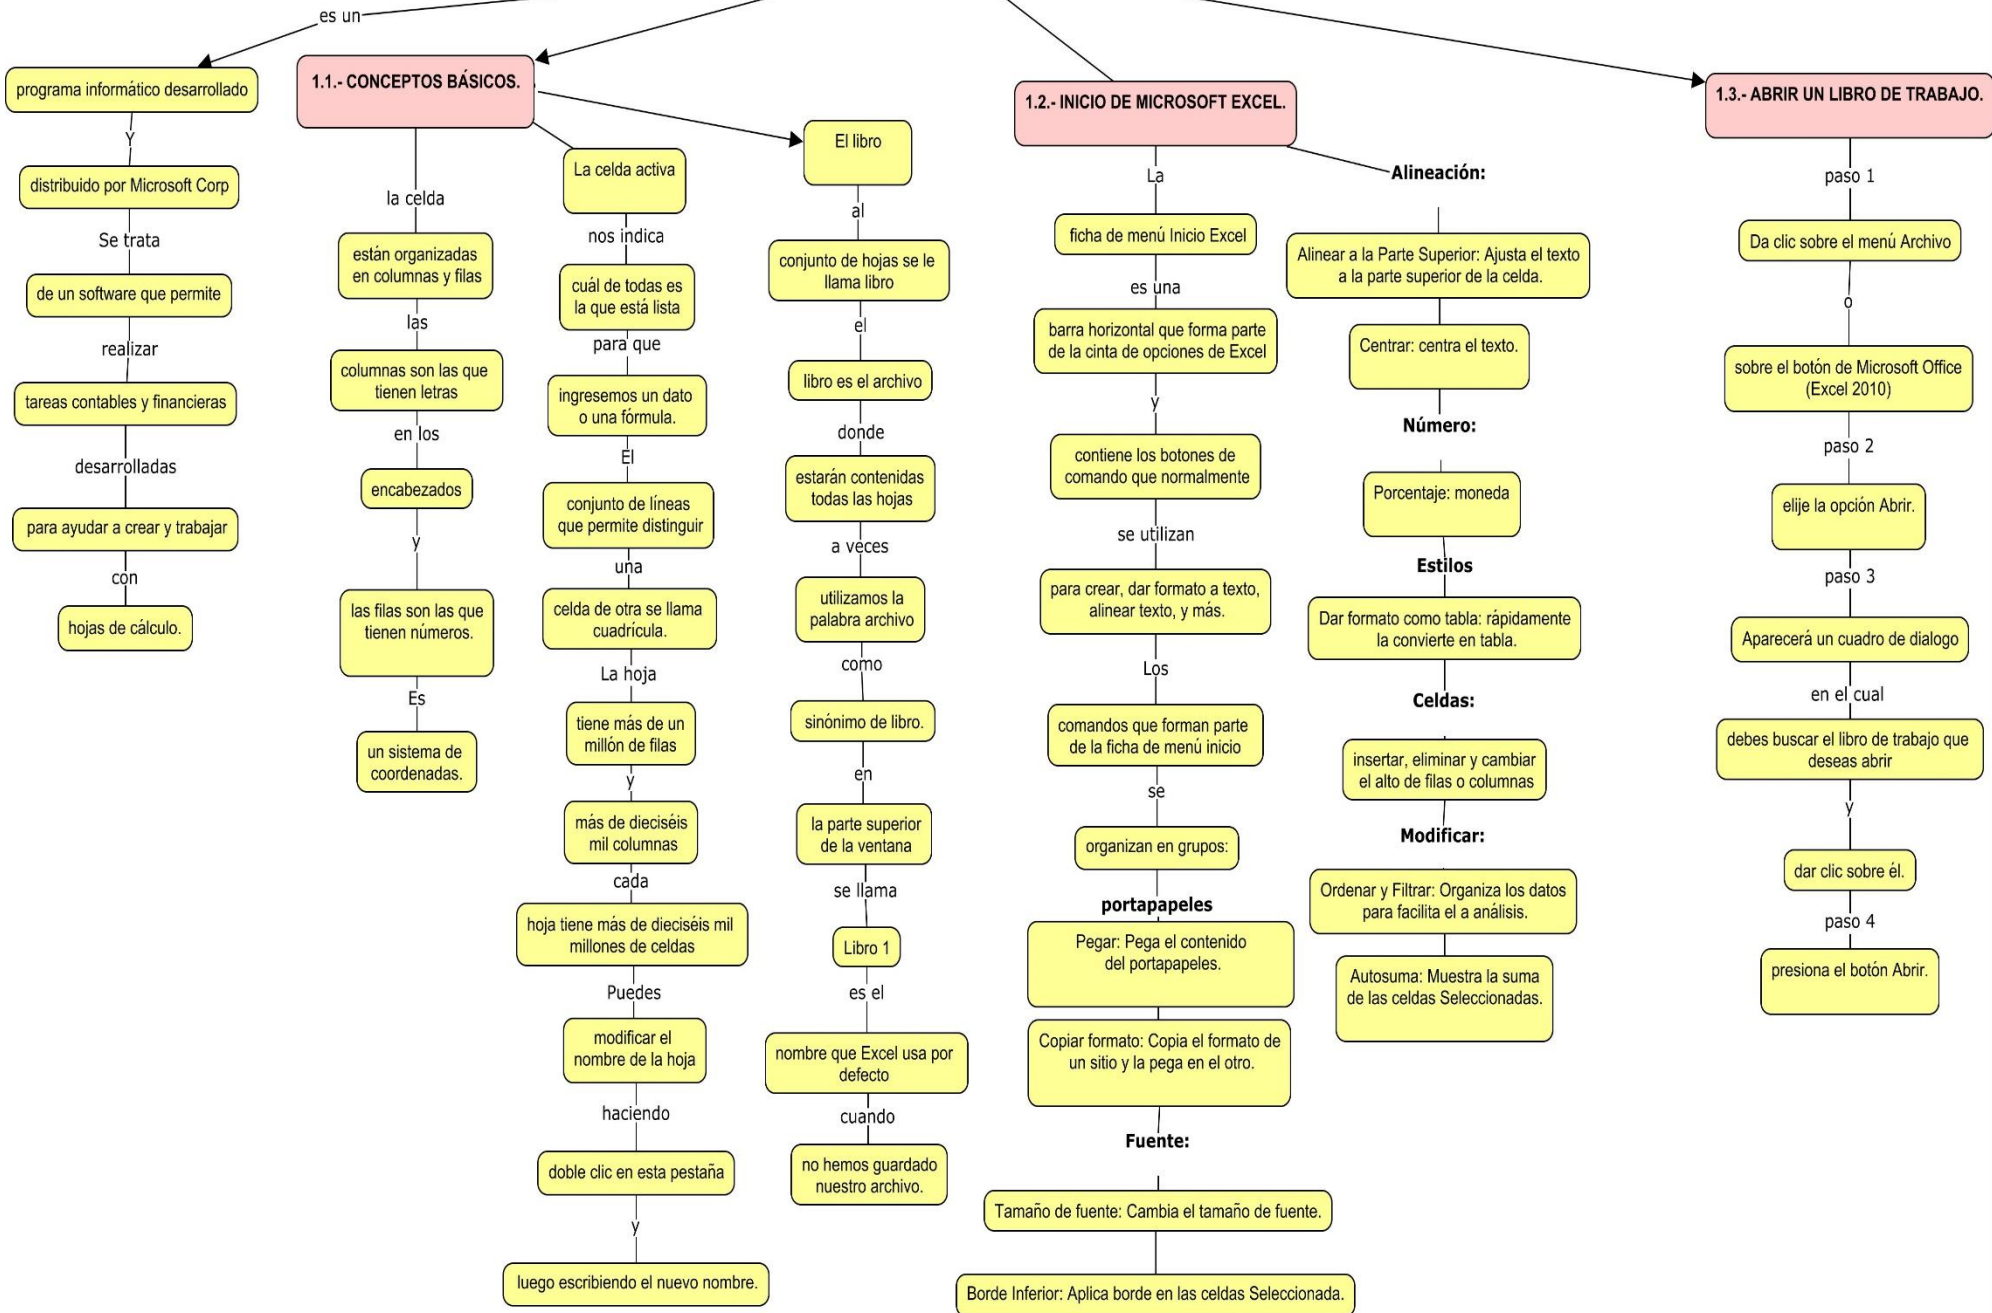 es un
programa informático desarrollado
Y
distribuido por Microsoft Corp
Se trata
de un software que permite
realizar
tareas contables y financieras
desarrolladas
para ayudar a crear y trabajar
con
hojas de cálculo.
1.1.- CONCEPTOS BÁSICOS.
la celda
están organizadas
en columnas y filas
las
columnas son las que
tienen letras
en los
encabezados
y
las filas son las que
tienen números.
Es
un sistema de
coordenadas.
La celda activa
nos indica
cuál de todas es
la que está lista
para que
ingresemos un dato
o una fórmula.
El
conjunto de líneas
que permite distinguir
una
celda de otra se llama
cuadrícula.
La hoja
tiene más de un
millón de filas
y
más de dieciséis
mil columnas
cada
hoja tiene más de dieciséis mil
millones de celdas
Puedes
modificar el
nombre de la hoja
haciendo
doble clic en esta pestaña
y
luego escribiendo el nuevo nombre.
El libro
al
conjunto de hojas se le
llama libro
el
libro es el archivo
donde
estarán contenidas
todas las hojas
a veces
utilizamos la
palabra archivo
como
sinónimo de libro.
en
la parte superior
de la ventana
se llama
Libro 1
es el
nombre que Excel usa por
defecto
cuando
no hemos guardado
nuestro archivo.
1.2.- INICIO DE MICROSOFT EXCEL.
La
ficha de menú Inicio Excel
es una
barra horizontal que forma parte
de la cinta de opciones de Excel
y
contiene los botones de
comando que normalmente
se utilizan
para crear, dar formato a texto,
alinear texto, y más.
Los
comandos que forman parte
de la ficha de menú inicio
se
organizan en grupos:
portapapeles
Pegar: Pega el contenido
del portapapeles.
Copiar formato: Copia el formato de
un sitio y la pega en el otro.
Fuente:
Tamaño de fuente: Cambia el tamaño de fuente.
Borde Inferior: Aplica borde en las celdas Seleccionada.
Alineación:
Alinear a la Parte Superior: Ajusta el texto
a la parte superior de la celda.
Centrar: centra el texto.
Número:
Porcentaje: moneda
Estilos
Dar formato como tabla: rápidamente
la convierte en tabla.
Celdas:
insertar, eliminar y cambiar
el alto de filas o columnas
Modificar:
Ordenar y Filtrar: Organiza los datos
para facilita el a análisis.
Autosuma: Muestra la suma
de las celdas Seleccionadas.
1.3.- ABRIR UN LIBRO DE TRABAJO.
paso 1
Da clic sobre el menú Archivo
o
sobre el botón de Microsoft Office
(Excel 2010)
paso 2
elije la opción Abrir.
paso 3
Aparecerá un cuadro de dialogo
en el cual
debes buscar el libro de trabajo que
deseas abrir
y
dar clic sobre él.
paso 4
presiona el botón Abrir.